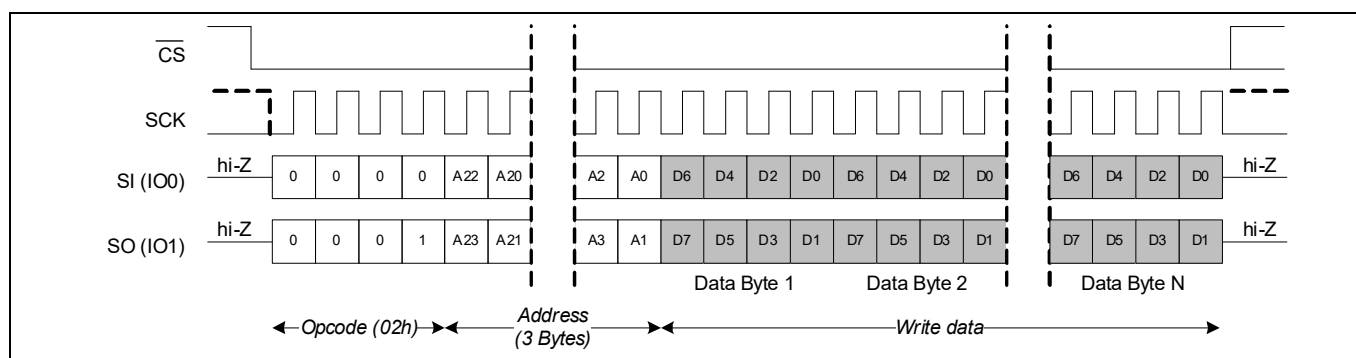 CS
SCK
SI (IO0) hi-Z 0 0 0 0 A22 A20 A2 A0 D6 D4 D2 D0 D6 D4 D2 D0 D6 D4 D2 D0 hi-Z
SO (IO1) hi-Z 0 0 0 1 A23 A21 A3 A1 D7 D5 D3 D1 D7 D5 D3 D1 D7 D5 D3 D1 hi-Z
Data Byte 1 Data Byte 2 Data Byte N
Opcode (02h) Address Write data
(3 Bytes)